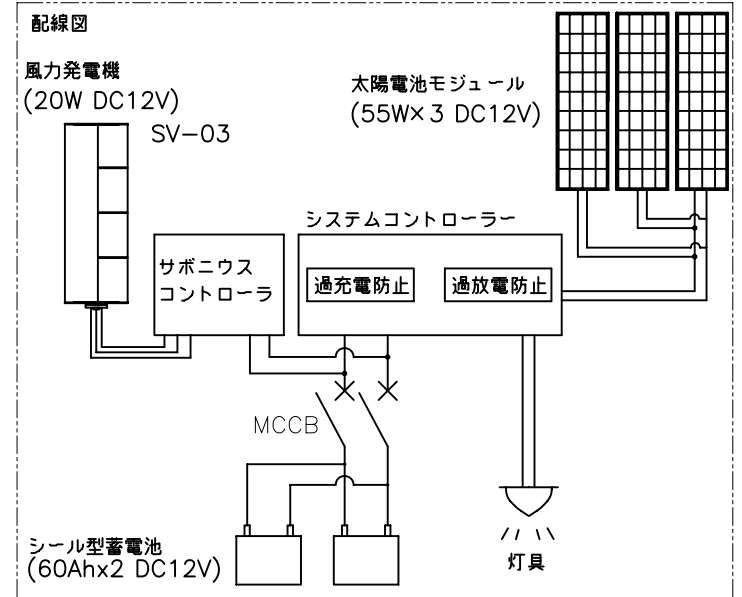 配線図
風力発電機
(20W DC12V)
SV-03
太陽電池モジュール
(55W×3 DC12V)
システムコントローラー
サボニウス
コントローラ
過充電防止
過放電防止
MCCB
シール型蓄電池
(60Ahx2 DC12V)
灯具